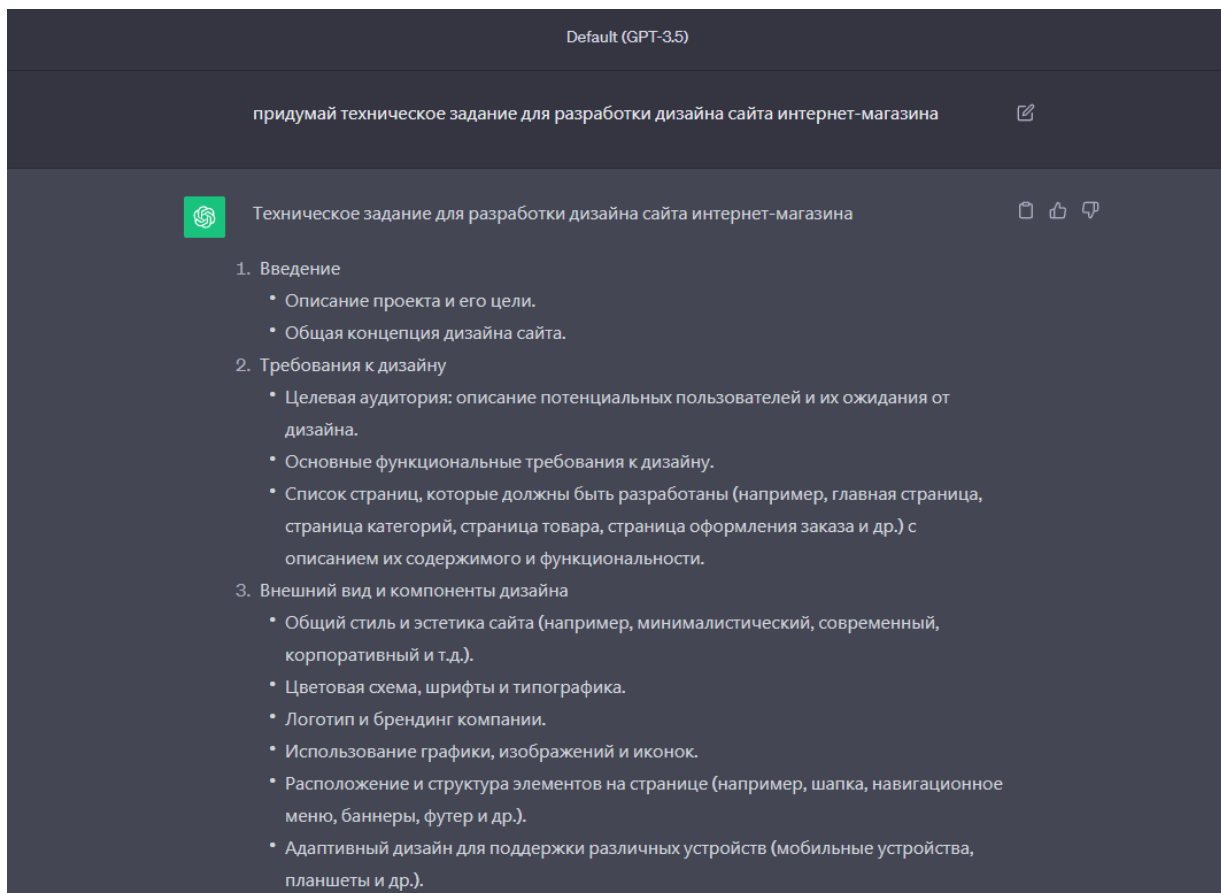 Default (GPT-3.5)
придумай техническое задание для разработки дизайна сайта интернет-магазина
Техническое задание для разработки дизайна сайта интернет-магазина
1. Введение
• Описание проекта и его цели.
• Общая концепция дизайна сайта.
2. Требования к дизайну
• Целевая аудитория: описание потенциальных пользователей и их ожидания от
дизайна.
• Основные функциональные требования к дизайну.
• Список страниц, которые должны быть разработаны (например, главная страница,
страница категорий, страница товара, страница оформления заказа и др.) с
описанием их содержимого и функциональности.
3. Внешний вид и компоненты дизайна
• Общий стиль и эстетика сайта (например, минималистический, современный,
корпоративный и т.д.).
• Цветовая схема, шрифты и типографика.
• Логотип и брендинг компании.
• Использование графики, изображений и иконок.
• Расположение и структура элементов на странице (например, шапка, навигационное
меню, баннеры, футер и др.).
• Адаптивный дизайн для поддержки различных устройств (мобильные устройства,
планшеты и др.).